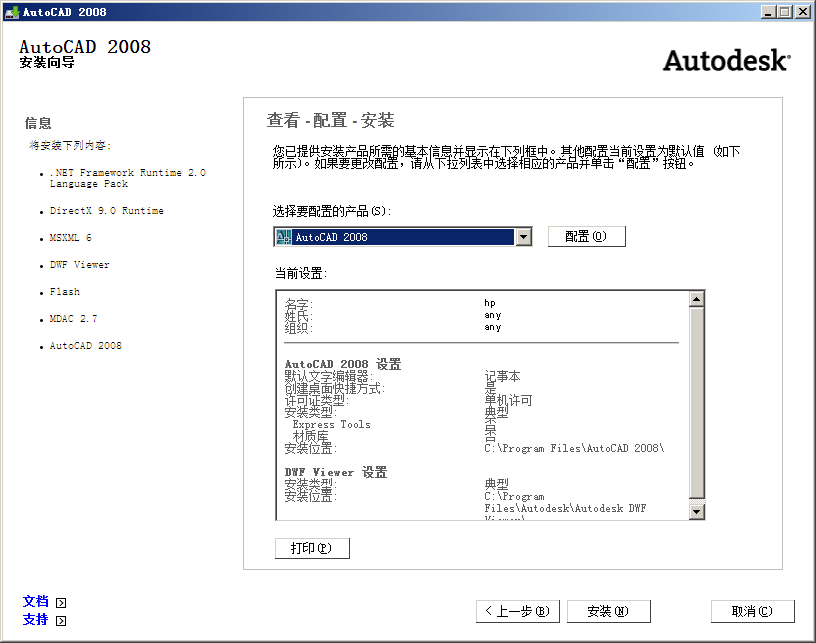 AutoCAD 2008
AutoCAD 2008
安装向导
Autodesk
信息
将安装下列内容:
.NET Framework Runtime 2.0
Language Pack
DirectX 9.0 Runtime
MSXML 6
DWF Viewer
Flash
MDAC 2.7
AutoCAD 2008
查看 - 配置 - 安装
您已提供安装产品所需的基本信息并显示在下列框中。其他配置当前设置为默认值 (如下
所示)。如果要更改配置，请从下拉列表中选择相应的产品并单击“配置”按钮。
选择要配置的产品(S):
AutoCAD 2008
配置(O)
当前设置:
名字: hp
姓氏: any
组织: any
AutoCAD 2008 设置
默认文字编辑器: 记事本
创建桌面快捷方式: 是
许可证类型: 单机许可
安装类型: 典型
Express Tools
材质库 否
安装位置: C:\Program Files\AutoCAD 2008\
DWF Viewer 设置
安装类型: 典型
安装位置: C:\Program
Files\Autodesk\Autodesk DWF
Viewer\
打印(P)
文档
支持
< 上一步(B)
安装(N)
取消(C)